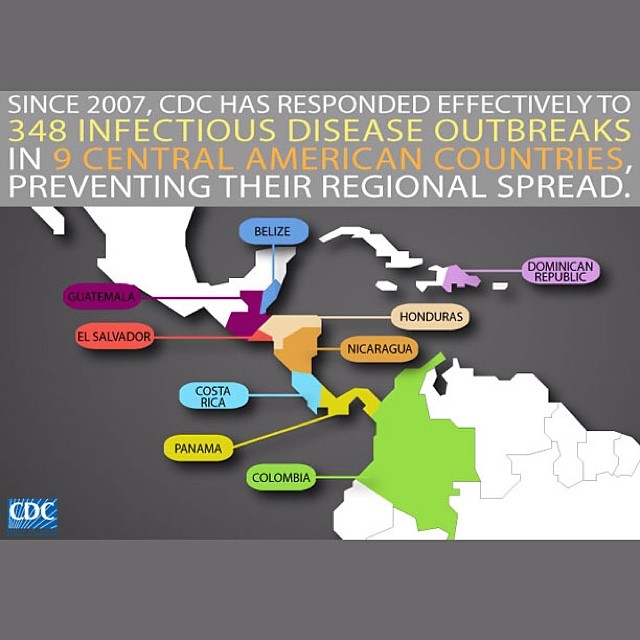 SINCE 2007, CDC HAS RESPONDED EFFECTIVELY TO
348 INFECTIOUS DISEASE OUTBREAKS
IN 9 CENTRAL AMERICAN COUNTRIES,
PREVENTING THEIR REGIONAL SPREAD.
BELIZE
DOMINICAN
REPUBLIC
GUATEMALA
HONDURAS
EL SALVADOR
NICARAGUA
COSTA
RICA
PANAMA
COLOMBIA
CDC